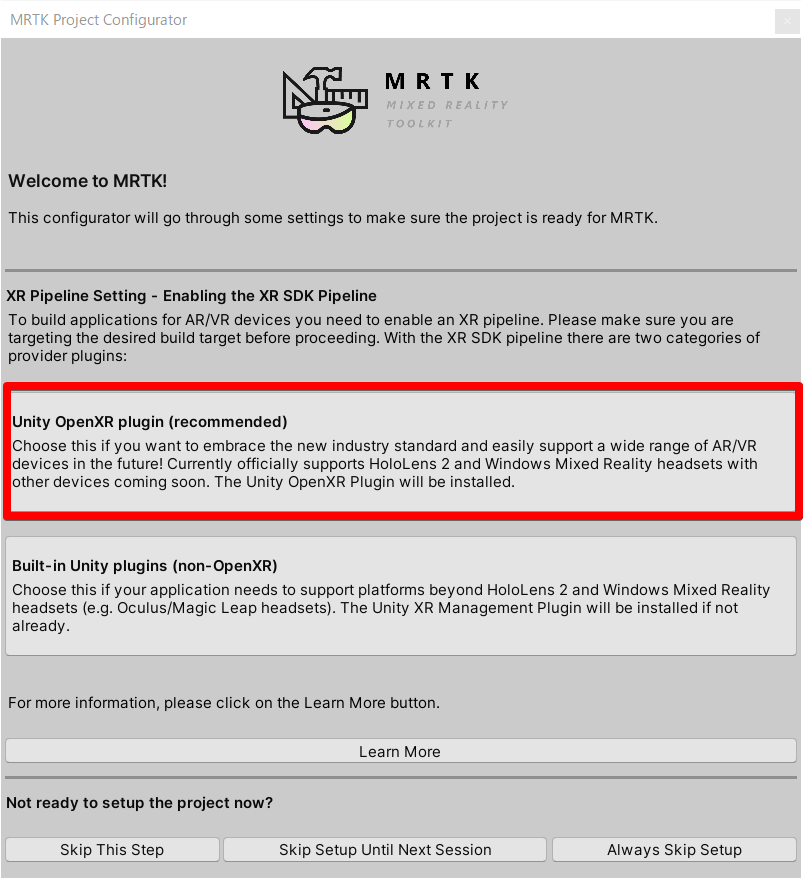 MRTK Project Configurator
MRTK
MIXED REALITY
TOOLKIT
Welcome to MRTK!
This configurator will go through some settings to make sure the project is ready for MRTK.
XR Pipeline Setting - Enabling the XR SDK Pipeline
To build applications for AR/VR devices you need to enable an XR pipeline. Please make sure you are
targeting the desired build target before proceeding. With the XR SDK pipeline there are two categories of
provider plugins:
Unity OpenXR plugin (recommended)
Choose this if you want to embrace the new industry standard and easily support a wide range of AR/VR
devices in the future! Currently officially supports HoloLens 2 and Windows Mixed Reality headsets with
other devices coming soon. The Unity OpenXR Plugin will be installed.
Built-in Unity plugins (non-OpenXR)
Choose this if your application needs to support platforms beyond HoloLens 2 and Windows Mixed Reality
headsets (e.g. Oculus/Magic Leap headsets). The Unity XR Management Plugin will be installed if not
already.
For more information, please click on the Learn More button.
Learn More
Not ready to setup the project now?
Skip This Step
Skip Setup Until Next Session
Always Skip Setup